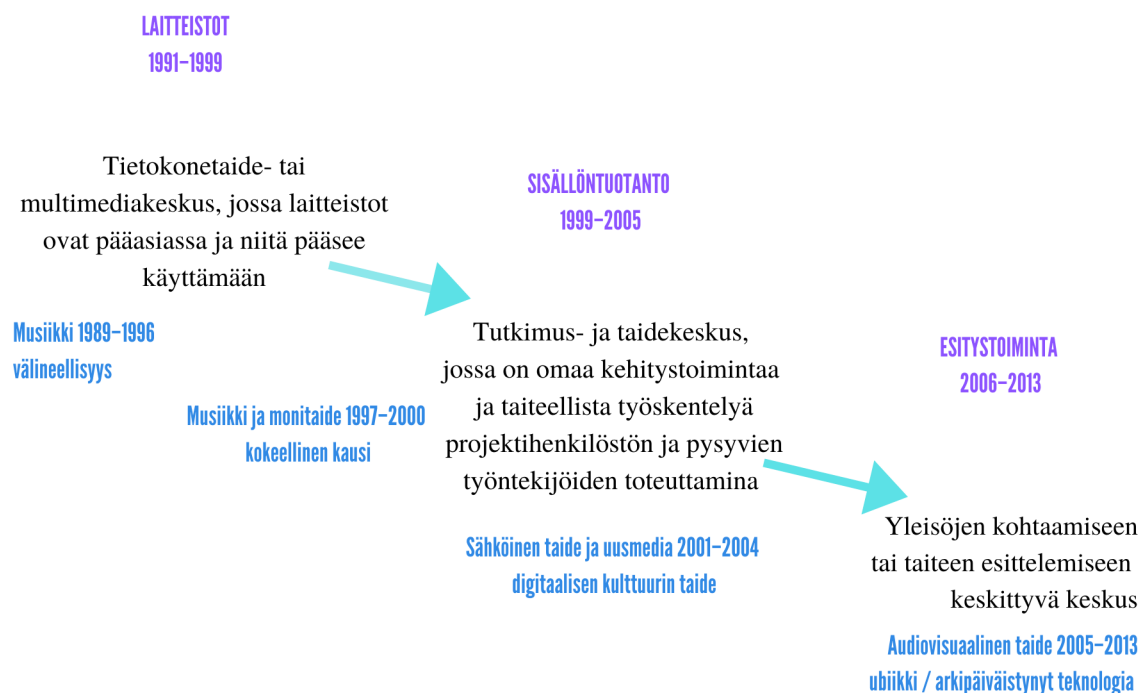 LAITTEISTOT
1991–1999
Tietokonetaide- tai
multimediakeskus, jossa laitteistot
ovat pääasiassa ja niitä pääsee
käyttämään
Musiikki 1989–1996
välineellisyys
Musiikki ja monitaide 1997–2000
kokeellinen kausi
SISÄLLÖNTUOTANTO
1999–2005
Tutkimus- ja taidekeskus,
jossa on omaa kehitystoimintaa
ja taiteellista työskentelyä
projektihenkilöstön ja pysyvien
työntekijöiden toteuttamina
Sähköinen taide ja uusmedia 2001–2004
digitaalisen kulttuurin taide
ESITYSTOIMINTA
2006–2013
Yleisöjen kohtaamiseen
tai taiteen esittelemiseen
keskittyvä keskus
Audiovisuaalinen taide 2005–2013
ubiikki / arkipäiväistynyt teknologia